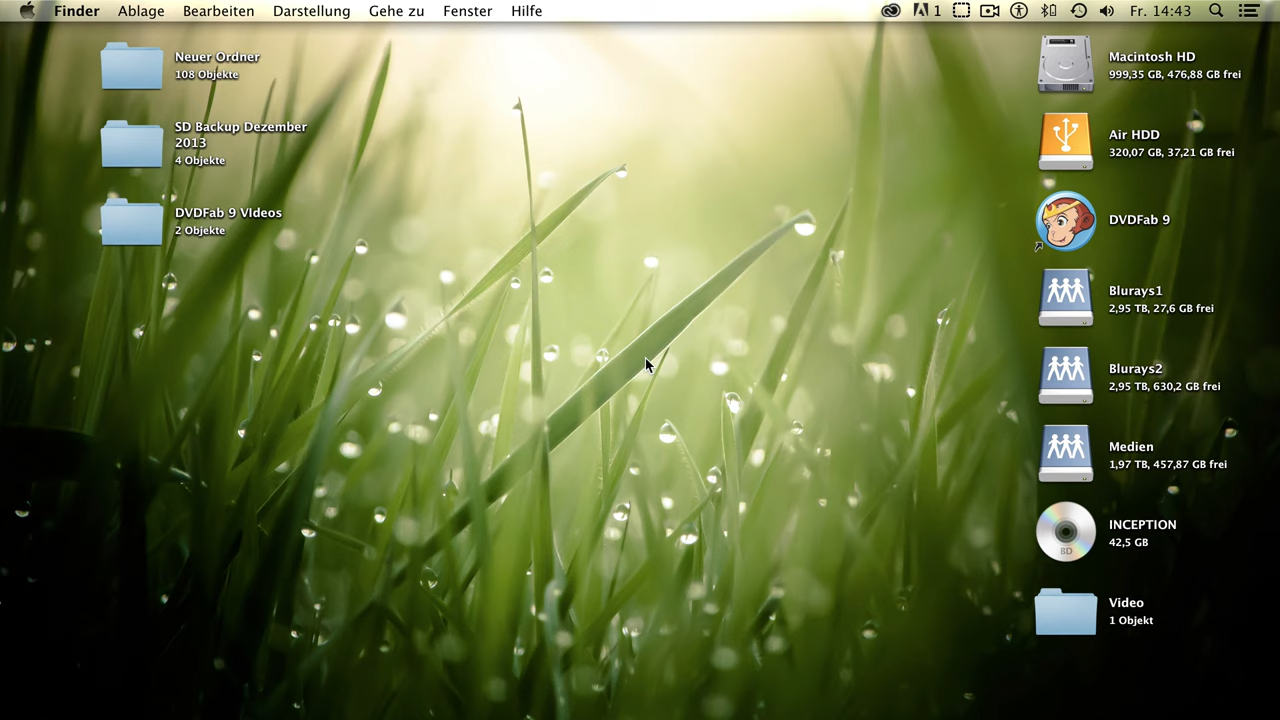 Finder Ablage Bearbeiten Darstellung Gehe zu Fenster Hilfe 1 Fr. 14:43
Neuer Ordner
108 Objekte
SD Backup Dezember
2013
4 Objekte
DVDFab 9 VIdeos
2 Objekte
Macintosh HD
999,35 GB, 476,88 GB frei
Air HDD
320,07 GB, 37,21 GB frei
DVDFab 9
Blurays1
2,95 TB, 27,6 GB frei
Blurays2
2,95 TB, 630,2 GB frei
Medien
1,97 TB, 457,87 GB frei
BD
INCEPTION
42,5 GB
Video
1 Objekt